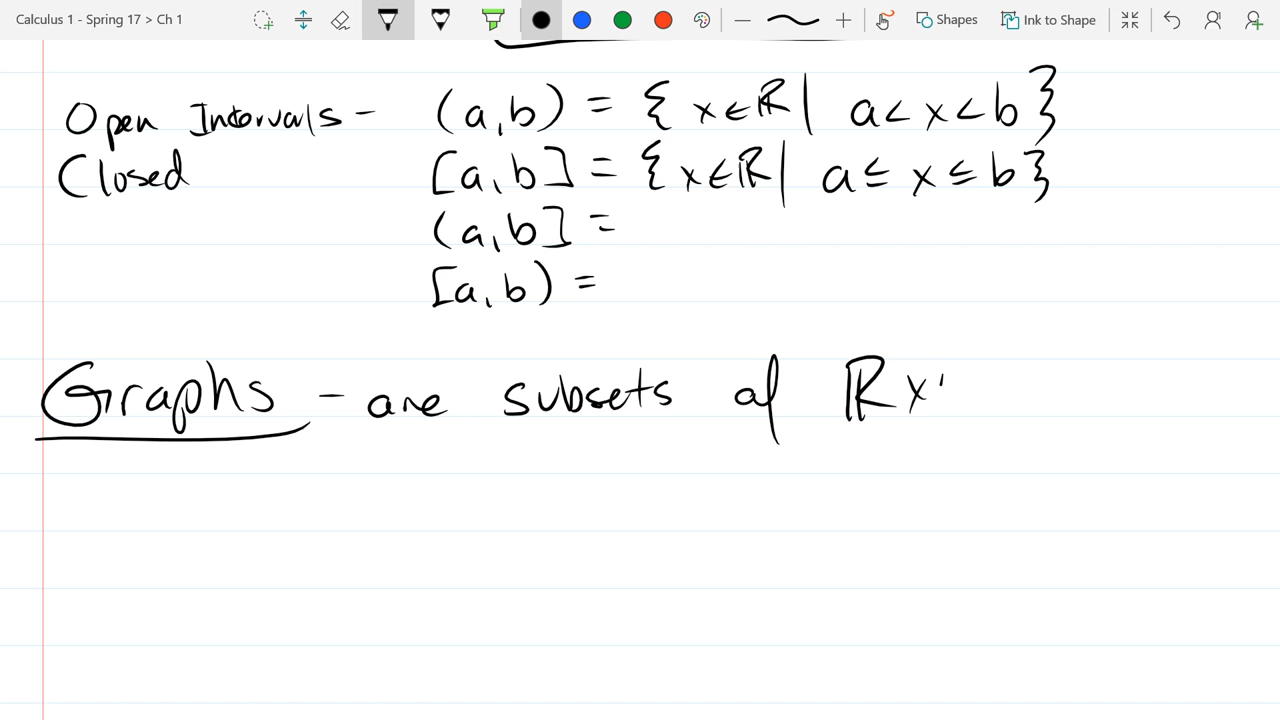 Calculus 1 - Spring 17 > Ch 1
Shapes
Ink to Shape
Open Intervals - (a,b) = { x∈ℝ | a< x < b }
Closed [a,b] = { x∈ℝ | a ≤ x ≤ b }
(a,b] =
[a,b) =
Graphs - are subsets of ℝ x